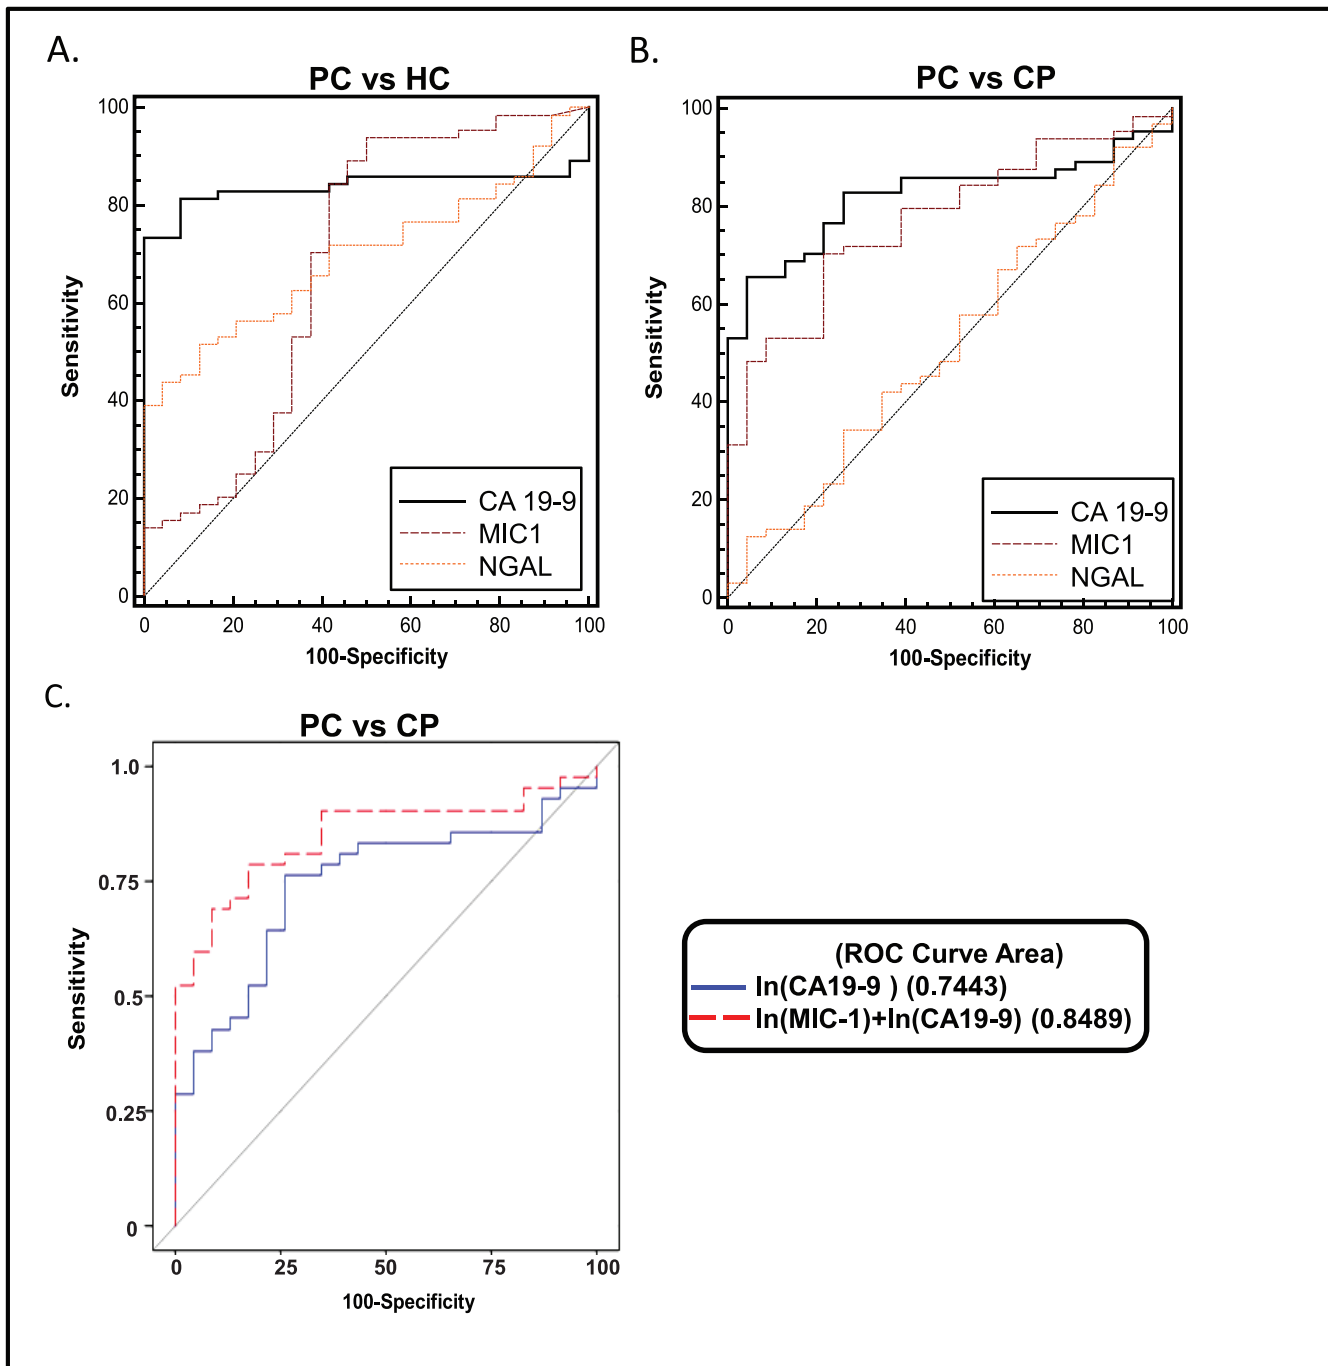 A.
PC vs HC
100
80
60
40
20
0
Sensitivity
0 20 40 60 80 100
100-Specificity
CA 19-9
MIC1
NGAL
B.
PC vs CP
100
80
60
40
20
0
Sensitivity
0 20 40 60 80 100
100-Specificity
CA 19-9
MIC1
NGAL
C.
PC vs CP
1.0
0.75
0.5
0.25
0
Sensitivity
0 25 50 75 100
100-Specificity
(ROC Curve Area)
ln(CA19-9 ) (0.7443)
ln(MIC-1)+ln(CA19-9) (0.8489)